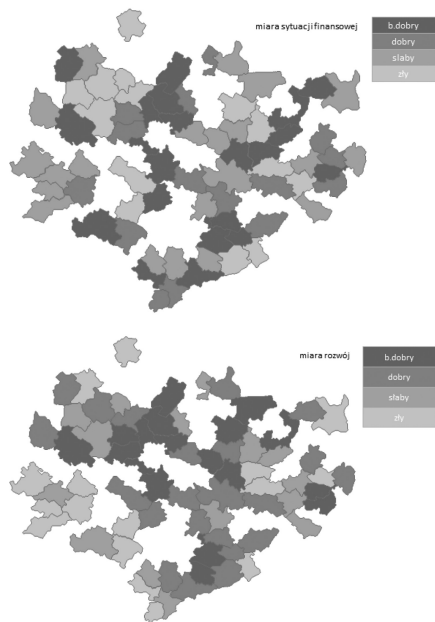 miara sytuacji finansowej
b.dobry
dobry
słaby
zły
miara rozwój
b.dobry
dobry
słaby
zły